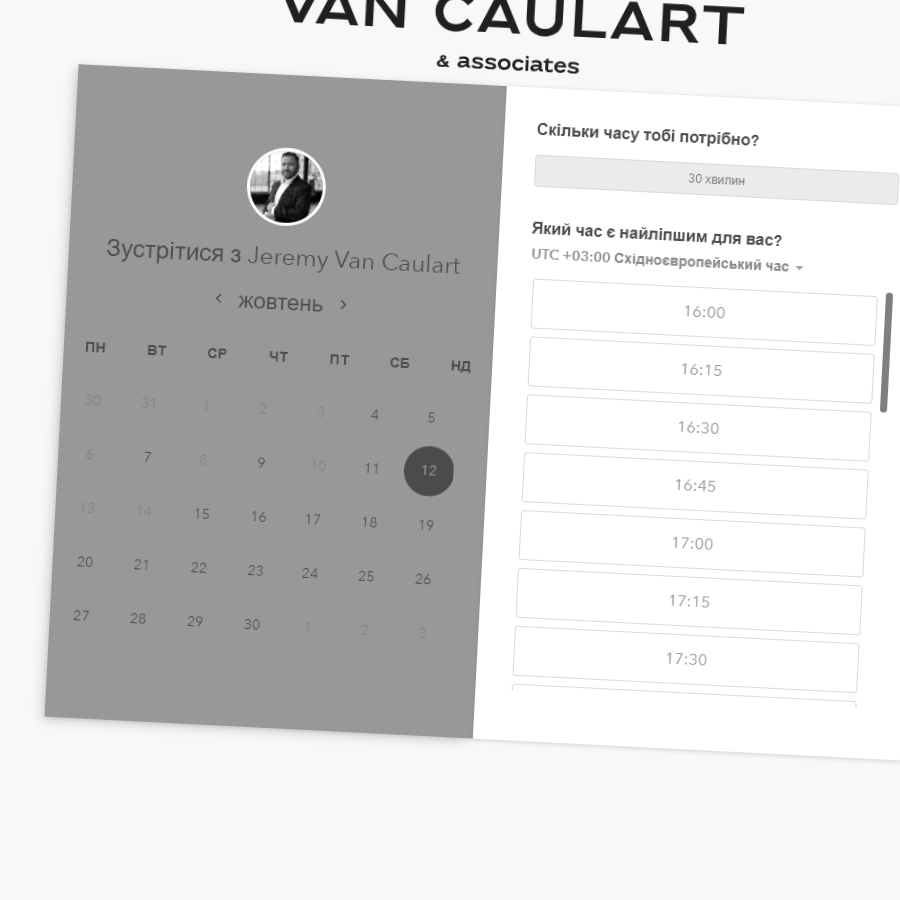 VAN CAULART
& associates
Зустрітися з Jeremy Van Caulart
жовтень
ПН ВТ СР ЧТ ПТ СБ НД
30 31 1 2 3 4 5
6 7 8 9 10 11 12
13 14 15 16 17 18 19
20 21 22 23 24 25 26
27 28 29 30 1 2 3
Скільки часу тобі потрібно?
30 хвилин
Який час є найліпшим для вас?
UTC +03:00 Східноєвропейський час
16:00
16:15
16:30
16:45
17:00
17:15
17:30